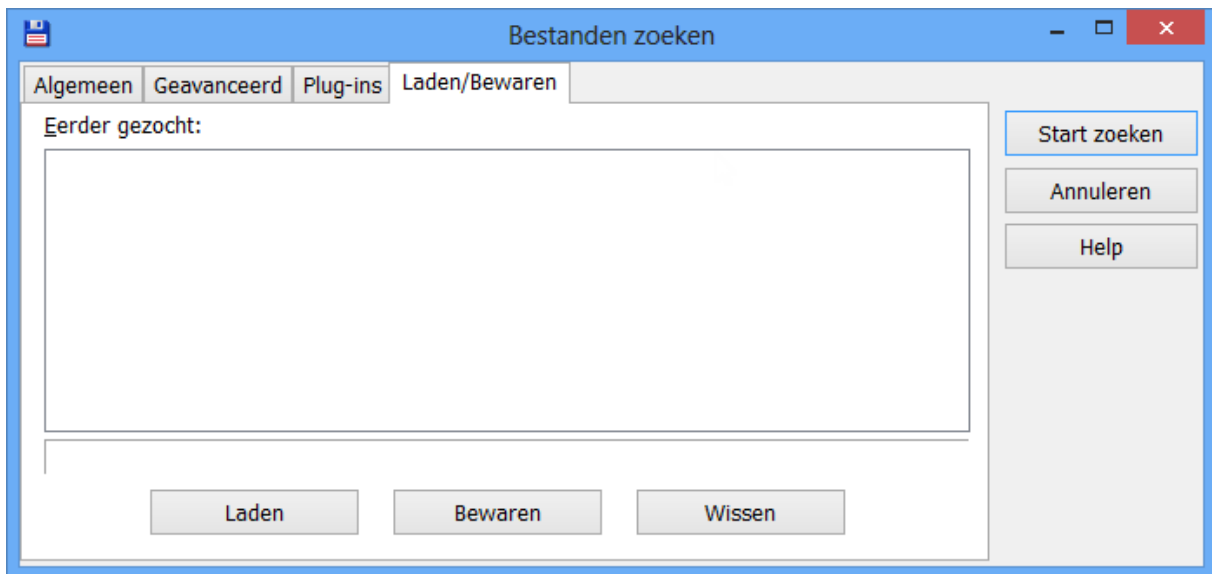 Bestanden zoeken
Algemeen Geavanceerd Plug-ins Laden/Bewaren
Eerder gezocht:
Start zoeken
Annuleren
Help
Laden Bewaren Wissen